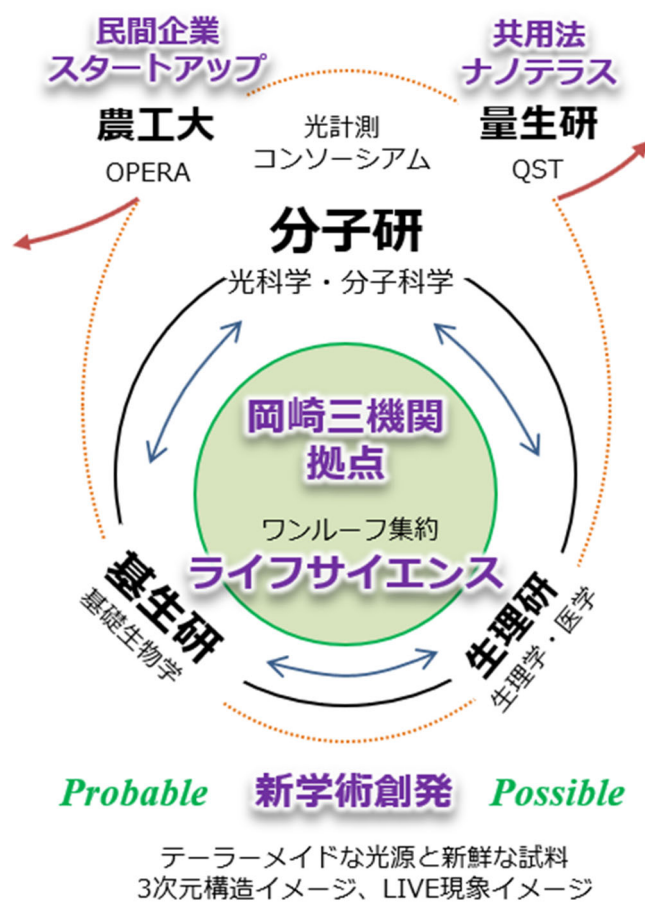 民間企業
スタートアップ
農工大
OPERA
共用法
ナノテラス
量生研
QST
光計測
コンソーシアム
分子研
光科学・分子科学
岡崎三機関
拠点
ワンルーフ集約
ライフサイエンス
基生研
基礎生物学
生理研
生理学・医学
Probable
新学術創発
Possible
テーラーメイドな光源と新鮮な試料
3次元構造イメージ、LIVE現象イメージ